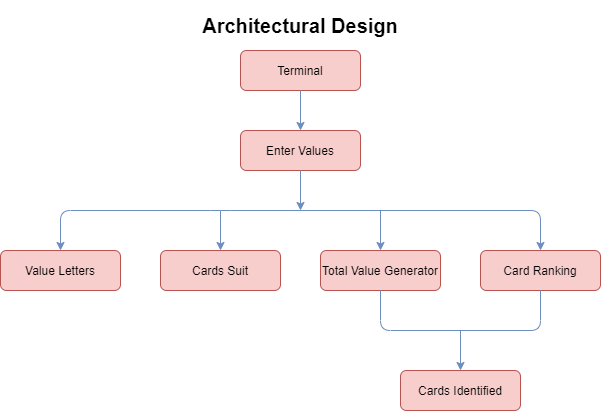 Architectural Design
Terminal
Enter Values
Value Letters
Cards Suit
Total Value Generator
Card Ranking
Cards Identified